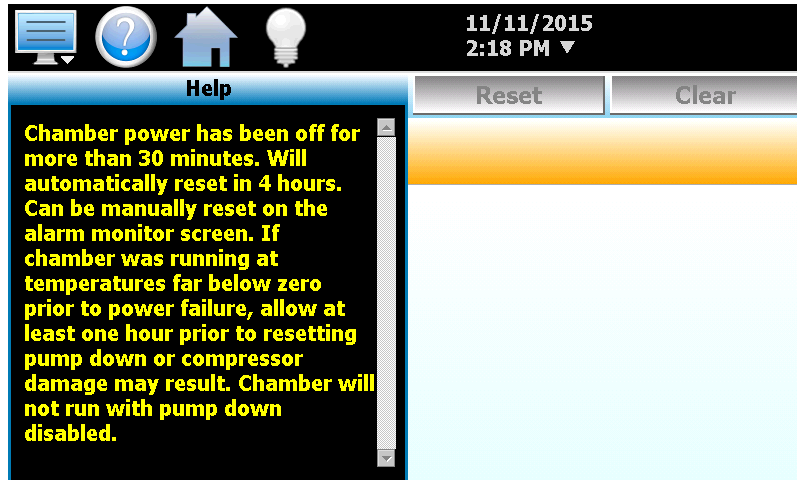 11/11/2015
2:18 PM ▼
Help
Reset
Clear
Chamber power has been off for
more than 30 minutes. Will
automatically reset in 4 hours.
Can be manually reset on the
alarm monitor screen. If
chamber was running at
temperatures far below zero
prior to power failure, allow at
least one hour prior to resetting
pump down or compressor
damage may result. Chamber will
not run with pump down
disabled.